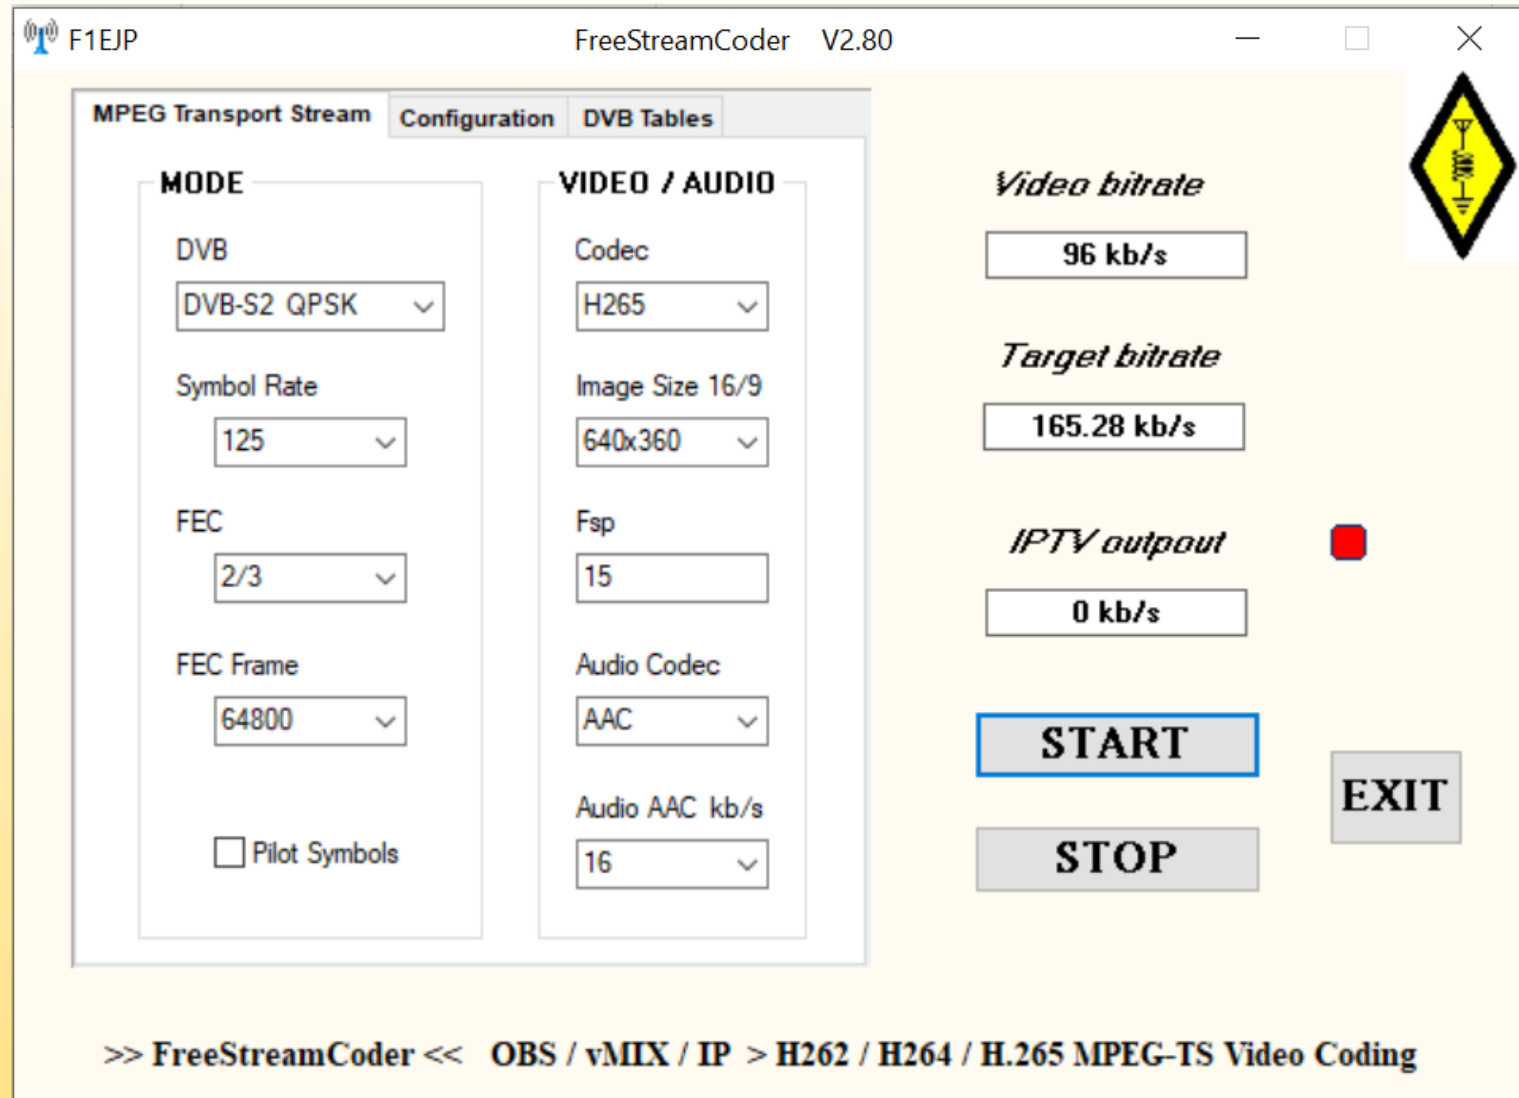 F1EJP
FreeStreamCoder V2.80
MPEG Transport Stream
Configuration
DVB Tables
MODE
DVB
DVB-S2 QPSK
Symbol Rate
125
FEC
2/3
FEC Frame
64800
Pilot Symbols
VIDEO / AUDIO
Codec
H265
Image Size 16/9
640x360
Fsp
15
Audio Codec
AAC
Audio AAC kb/s
16
Video bitrate
96 kb/s
Target bitrate
165.28 kb/s
IPTV outpout
0 kb/s
START
STOP
EXIT
>> FreeStreamCoder << OBS / vMIX / IP > H262 / H264 / H.265 MPEG-TS Video Coding